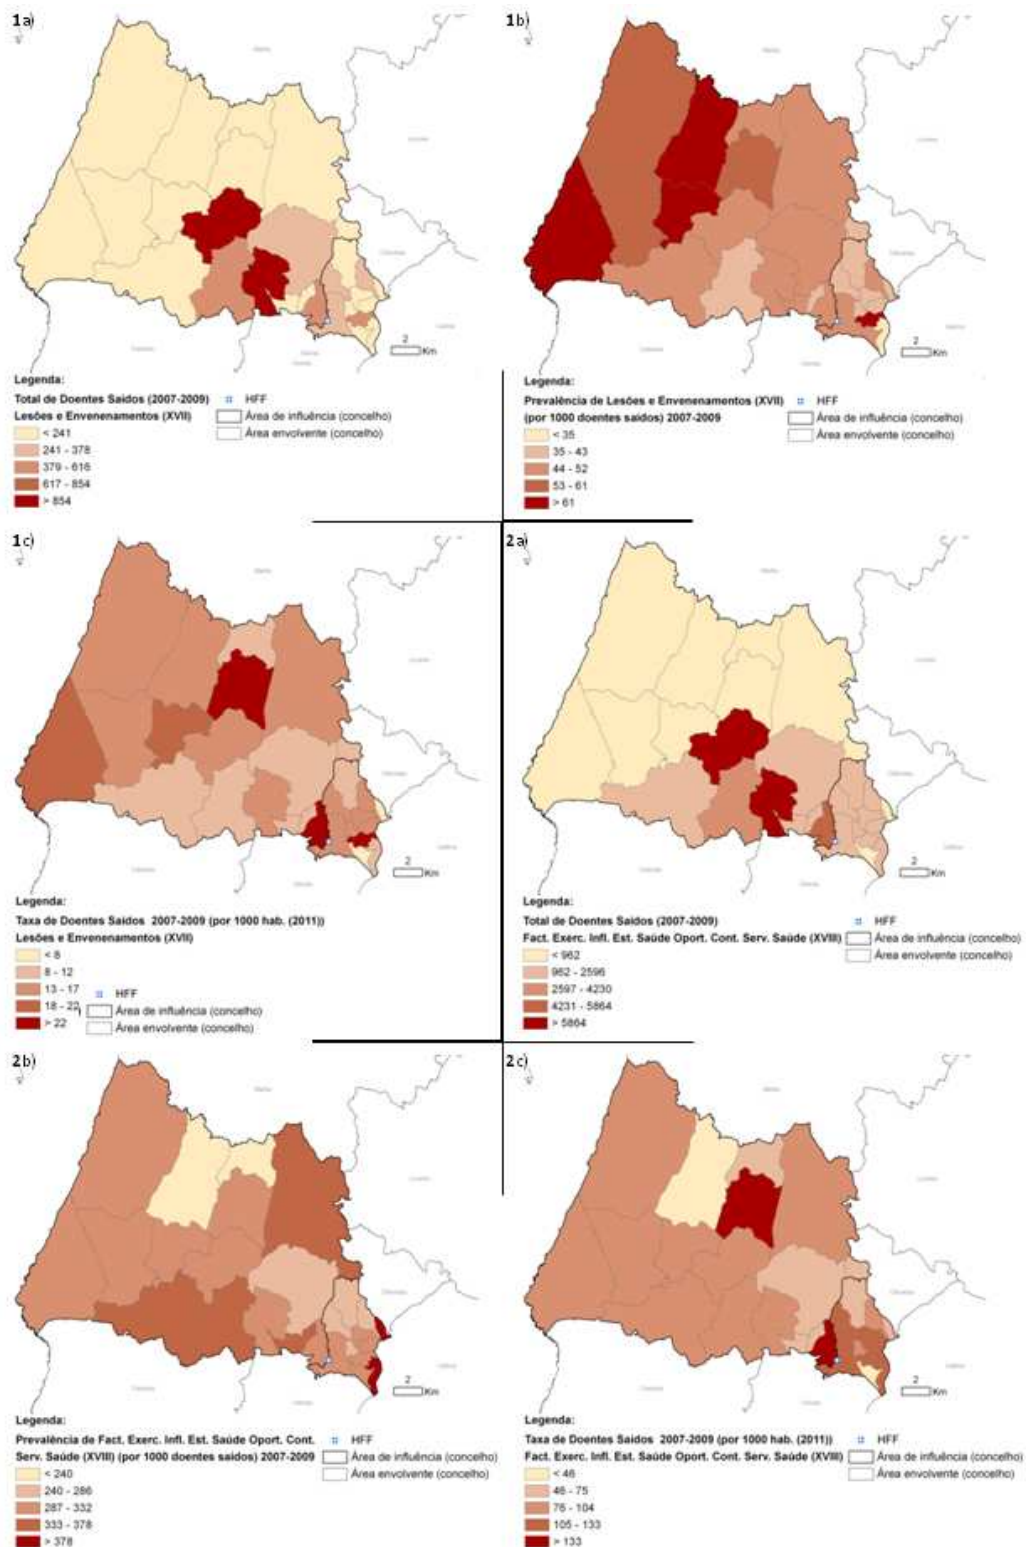 1a)
2
Km
Legenda:
Total de Doentes Saídos (2007-2009)
HFF
Lesões e Envenenamentos (XVII)
Área de influência (concelho)
< 241
Área envolvente (concelho)
241 - 378
379 - 616
617 - 854
> 854
1b)
2
Km
Legenda:
Prevalência de Lesões e Envenenamentos (XVII)
HFF
(por 1000 doentes saídos) 2007-2009
Área de influência (concelho)
< 35
Área envolvente (concelho)
35 - 43
44 - 52
53 - 61
> 61
1c)
2
Km
Legenda:
Taxa de Doentes Saídos 2007-2009 (por 1000 hab. (2011))
Lesões e Envenenamentos (XVII)
< 8
8 - 12
13 - 17
HFF
18 - 22
Área de influência (concelho)
> 22
Área envolvente (concelho)
2a)
2
Km
Legenda:
Total de Doentes Saídos (2007-2009)
HFF
Fact. Exerc. Infl. Est. Saúde Oport. Cont. Serv. Saúde (XVIII)
Área de influência (concelho)
< 962
Área envolvente (concelho)
962 - 2596
2597 - 4230
4231 - 5864
> 5864
2b)
2
Km
Legenda:
Prevalência de Fact. Exerc. Infl. Est. Saúde Oport. Cont.
HFF
Serv. Saúde (XVIII) (por 1000 doentes saídos) 2007-2009
Área de influência (concelho)
< 240
Área envolvente (concelho)
240 - 286
287 - 332
333 - 378
> 378
2c)
2
Km
Legenda:
Taxa de Doentes Saídos 2007-2009 (por 1000 hab. (2011))
HFF
Fact. Exerc. Infl. Est. Saúde Oport. Cont. Serv. Saúde (XVIII)
Área de influência (concelho)
< 46
Área envolvente (concelho)
46 - 75
76 - 104
105 - 133
> 133